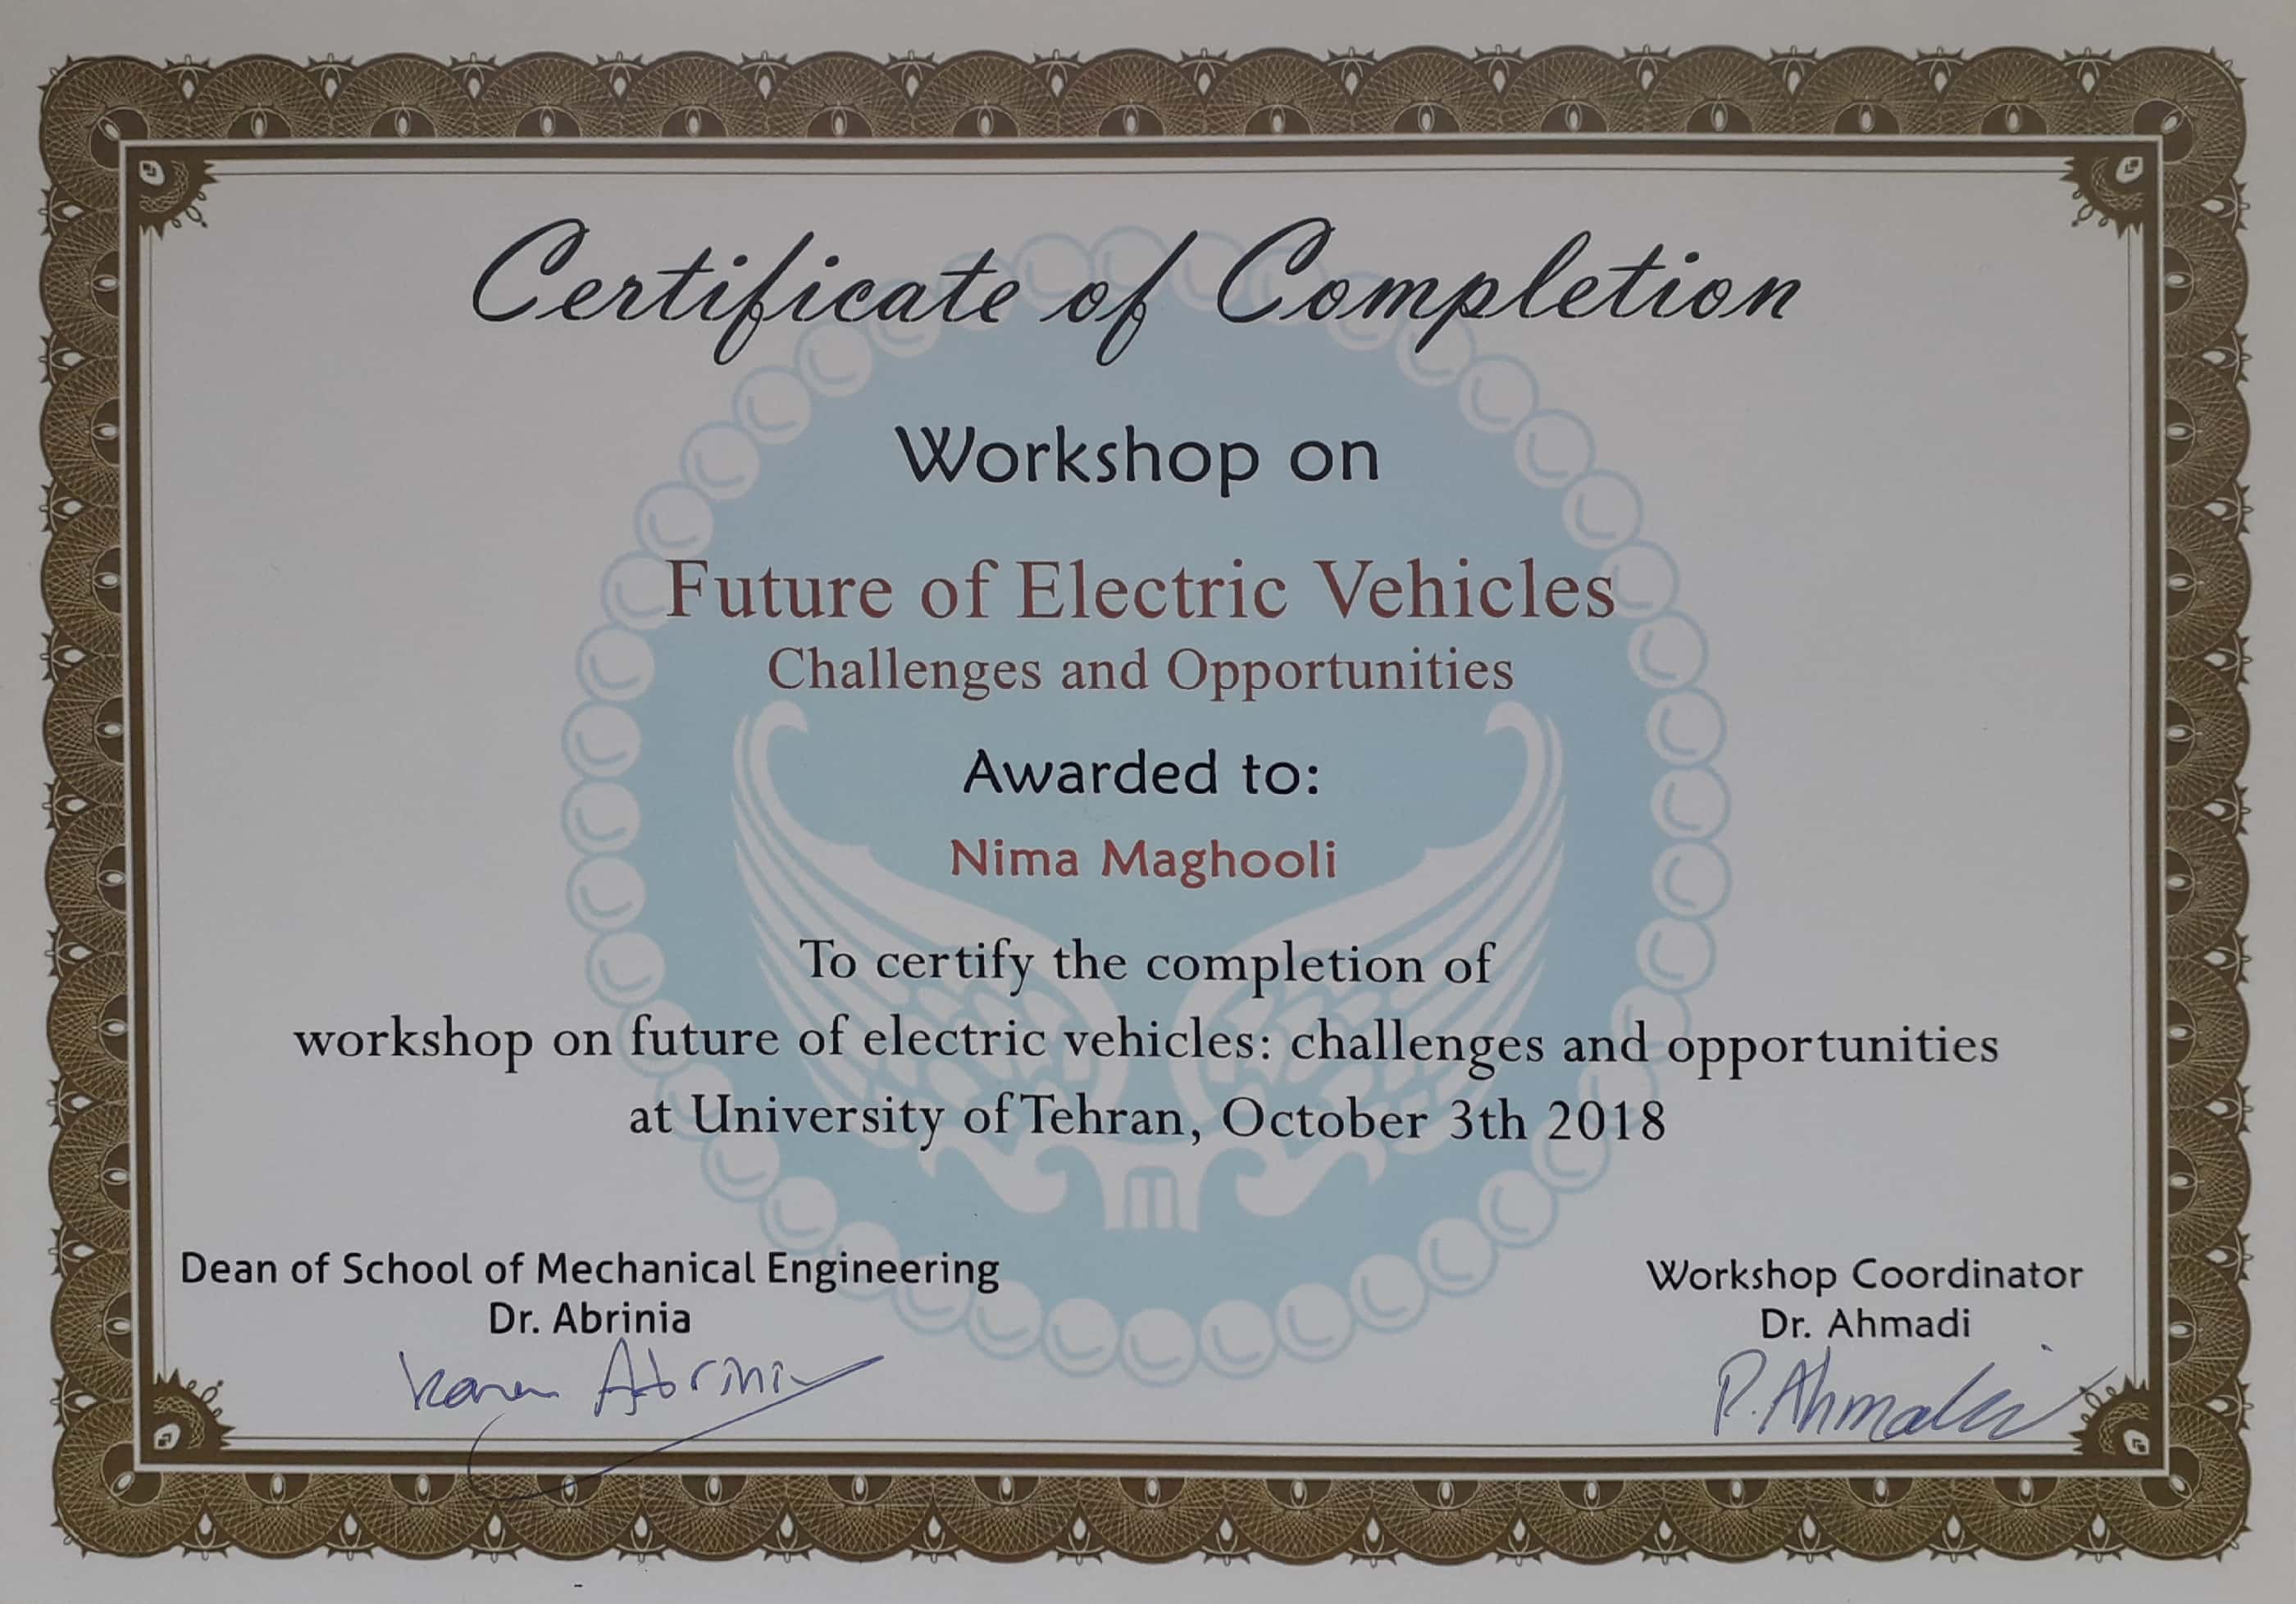 Certificate of Completion
Workshop on
Future of Electric Vehicles
Challenges and Opportunities
Awarded to:
Nima Maghooli
To certify the completion of
workshop on future of electric vehicles: challenges and opportunities
at University of Tehran, October 3th 2018
Dean of School of Mechanical Engineering
Dr. Abrinia
Karen Abrinia
Workshop Coordinator
Dr. Ahmadi
P. Ahmadi